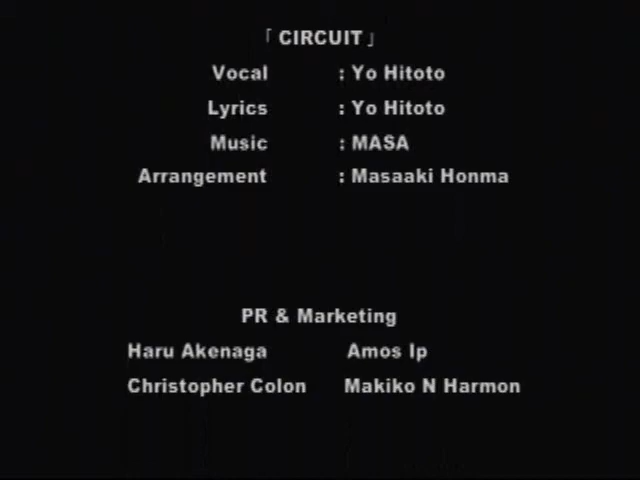 「 CIRCUIT 」
Vocal : Yo Hitoto
Lyrics : Yo Hitoto
Music : MASA
Arrangement : Masaaki Honma
PR & Marketing
Haru Akenaga Amos Ip
Christopher Colon Makiko N Harmon